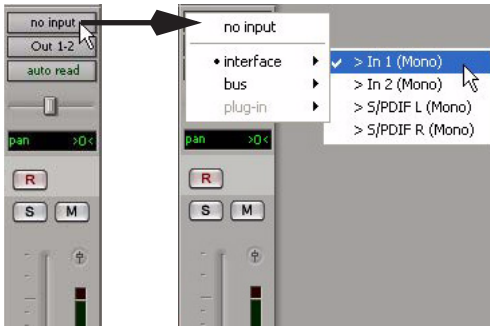 no input
Out 1-2
auto read
pan >0<
R
S M
no input
• interface
bus
plug-in
✓ > In 1 (Mono)
> In 2 (Mono)
> S/PDIF L (Mono)
> S/PDIF R (Mono)
pan >0<
R
S M